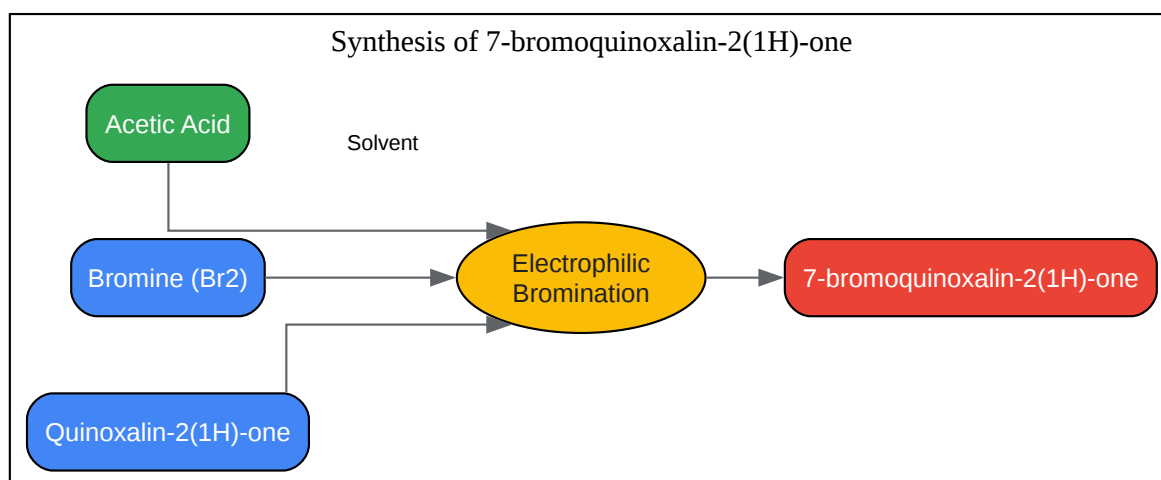 Synthesis of 7-bromoquinoxalin-2(1H)-one
Acetic Acid
Solvent
Bromine (Br2)
Electrophilic
Bromination
7-bromoquinoxalin-2(1H)-one
Quinoxalin-2(1H)-one